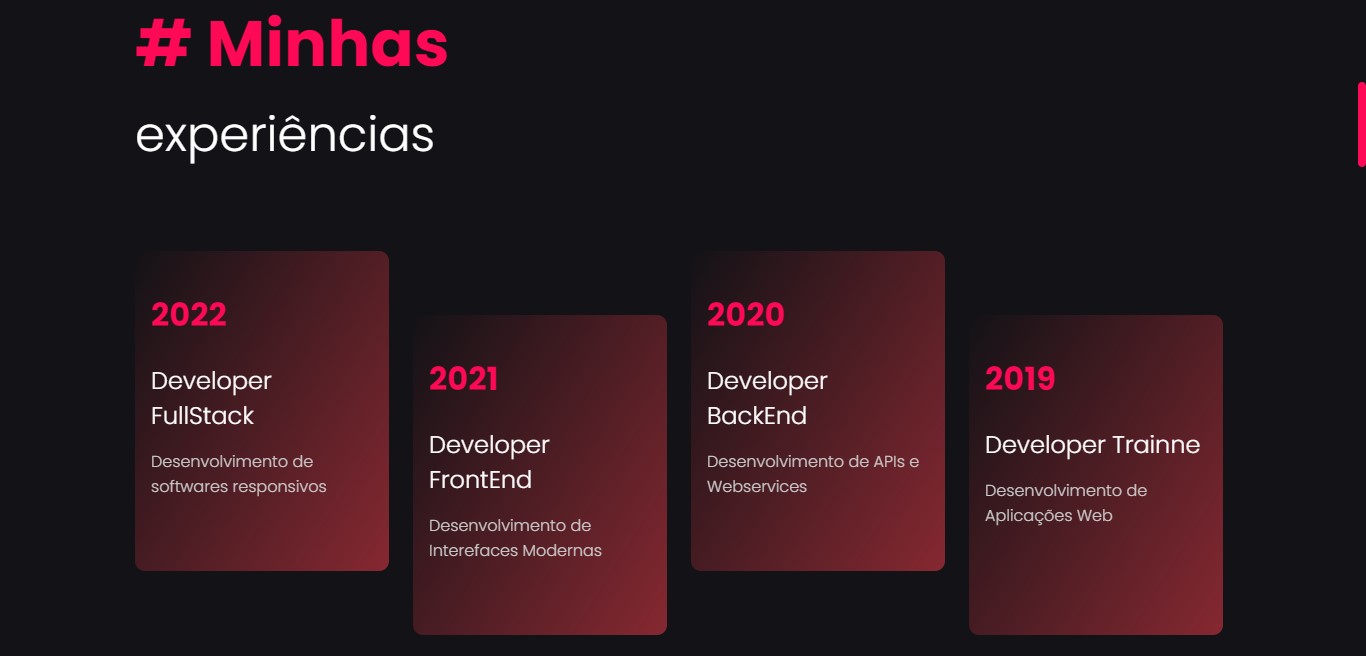 # Minhas
experiências
2022
Developer
FullStack
Desenvolvimento de
softwares responsivos
2021
Developer
FrontEnd
Desenvolvimento de
Interefaces Modernas
2020
Developer
BackEnd
Desenvolvimento de APIs e
Webservices
2019
Developer Trainne
Desenvolvimento de
Aplicações Web